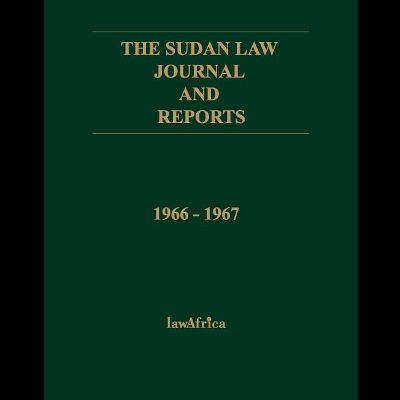 THE SUDAN LAW
JOURNAL
AND
REPORTS
1966 - 1967
lawAfrica